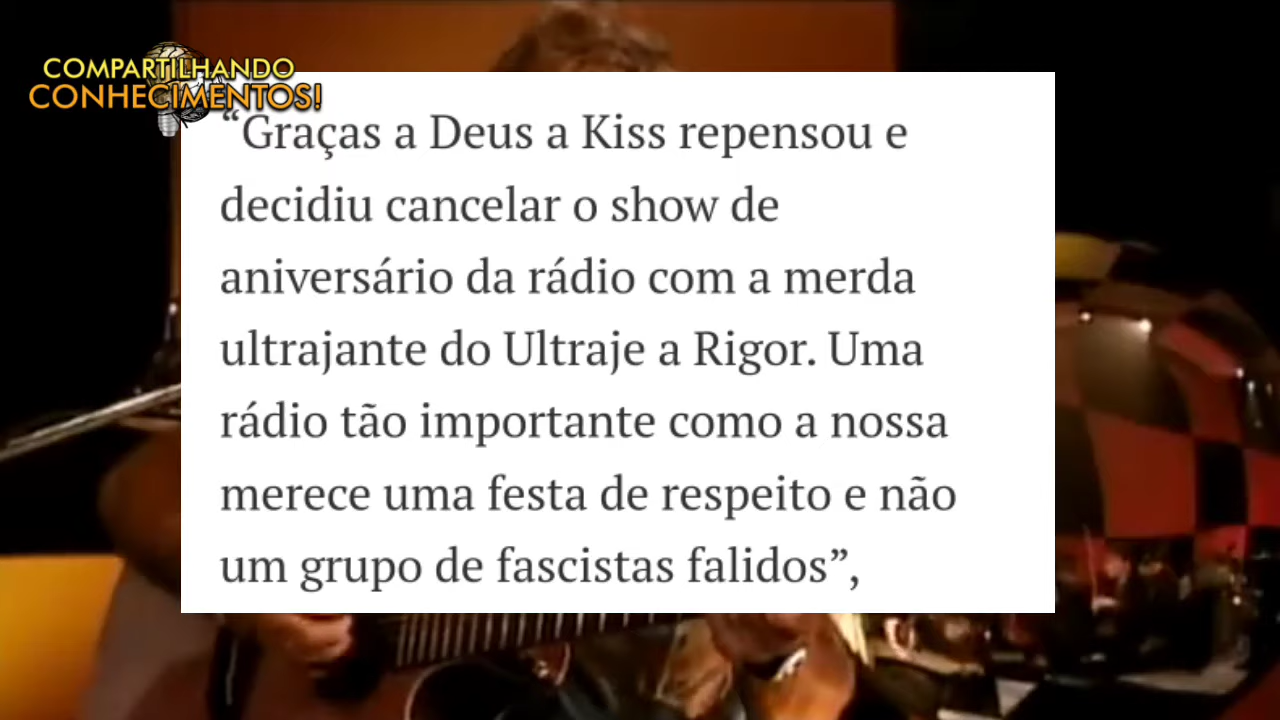 COMPARTILHANDO
CONHECIMENTOS!
“Graças a Deus a Kiss repensou e
decidiu cancelar o show de
aniversário da rádio com a merda
ultrajante do Ultraje a Rigor. Uma
rádio tão importante como a nossa
merece uma festa de respeito e não
um grupo de fascistas falidos”,